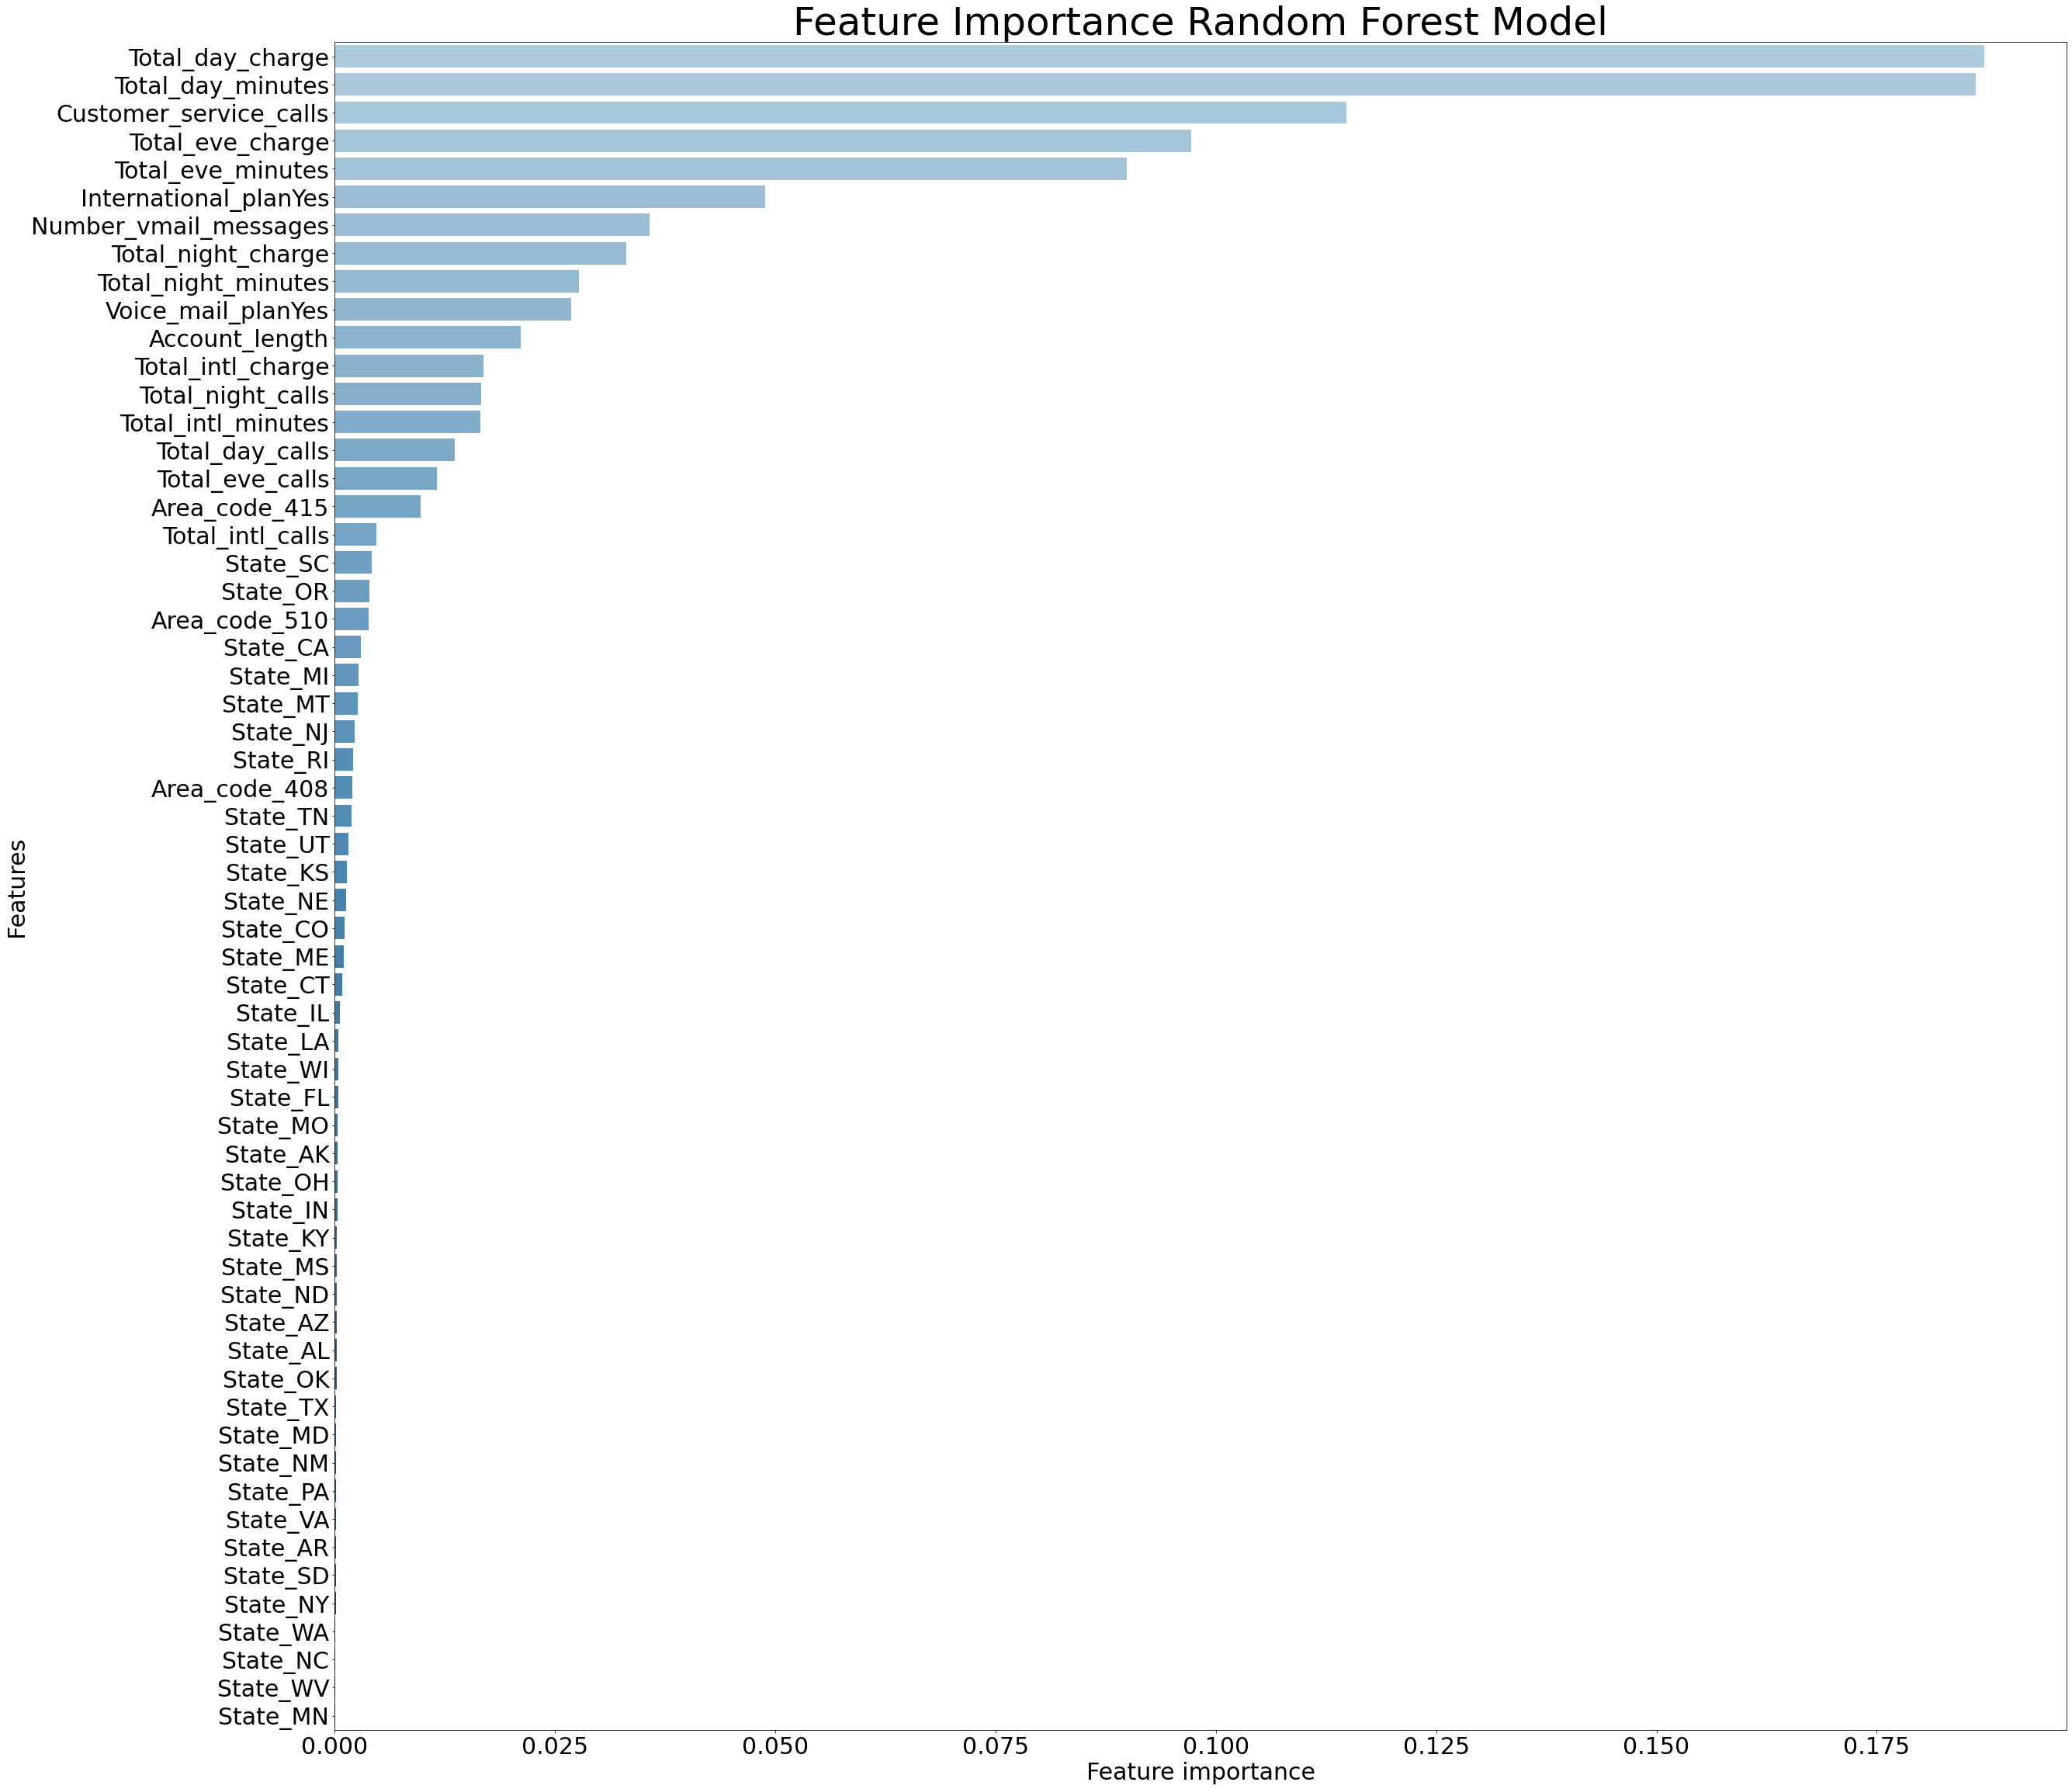 Feature Importance Random Forest Model
Total_day_charge
Total_day_minutes
Customer_service_calls
Total_eve_charge
Total_eve_minutes
International_planYes
Number_vmail_messages
Total_night_charge
Total_night_minutes
Voice_mail_planYes
Account_length
Total_intl_charge
Total_night_calls
Total_intl_minutes
Total_day_calls
Total_eve_calls
Area_code_415
Total_intl_calls
State_SC
State_OR
Area_code_510
State_CA
State_MI
State_MT
State_NJ
State_RI
Area_code_408
State_TN
State_UT
State_KS
State_NE
State_CO
State_ME
State_CT
State_IL
State_LA
State_WI
State_FL
State_MO
State_AK
State_OH
State_IN
State_KY
State_MS
State_ND
State_AZ
State_AL
State_OK
State_TX
State_MD
State_NM
State_PA
State_VA
State_AR
State_SD
State_NY
State_WA
State_NC
State_WV
State_MN
Features
0.000 0.025 0.050 0.075 0.100 0.125 0.150 0.175
Feature importance